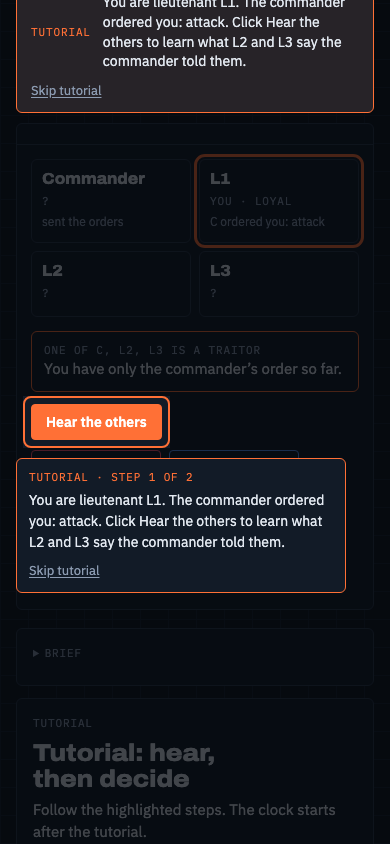 You are lieutenant L1. The commander
TUTORIAL
ordered you: attack. Click Hear the
others to learn what L2 and L3 say the
commander told them.
Skip tutorial
Commander
?
sent the orders
L1
YOU · LOYAL
C ordered you: attack
L2
?
L3
?
ONE OF C, L2, L3 IS A TRAITOR
You have only the commander's order so far.
Hear the others
TUTORIAL · STEP 1 OF 2
You are lieutenant L1. The commander ordered
you: attack. Click Hear the others to learn what
L2 and L3 say the commander told them.
Skip tutorial
▶ BRIEF
TUTORIAL
Tutorial: hear,
then decide
Follow the highlighted steps. The clock starts
after the tutorial.